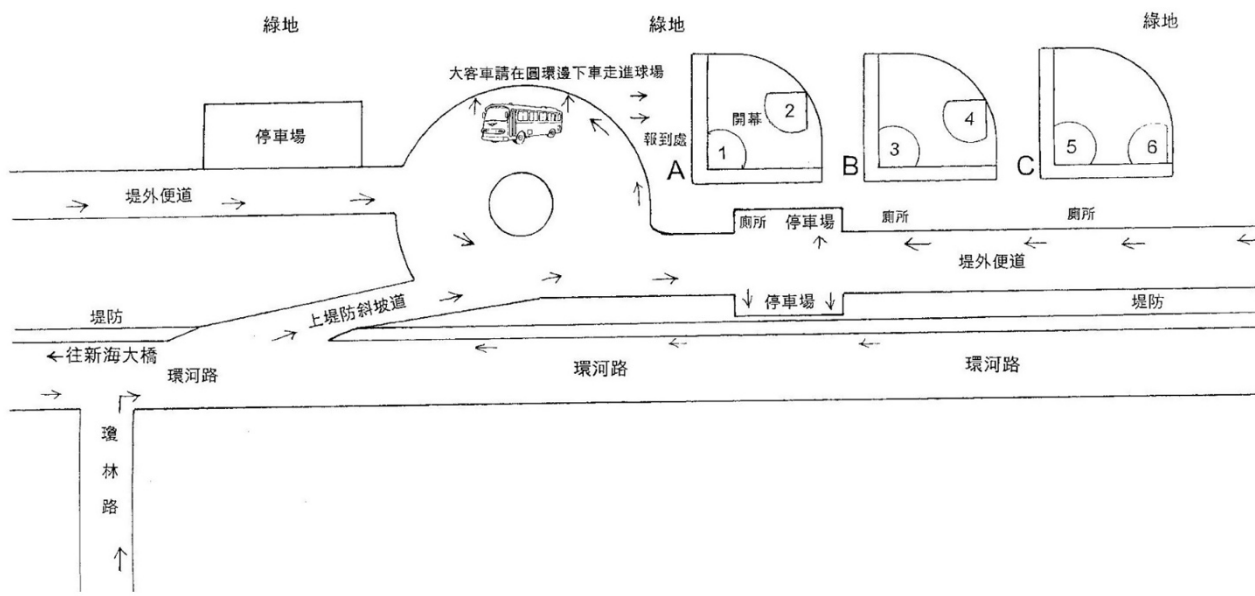 綠地
綠地
綠地
大客車請在圓環邊下車走進球場
停車場
報到處
開幕
1
2
A
3
4
B
5
6
C
堤外便道
廁所
停車場
廁所
廁所
堤外便道
停車場
上堤防斜坡道
堤防
堤防
往新海大橋
環河路
環河路
環河路
瓊林路